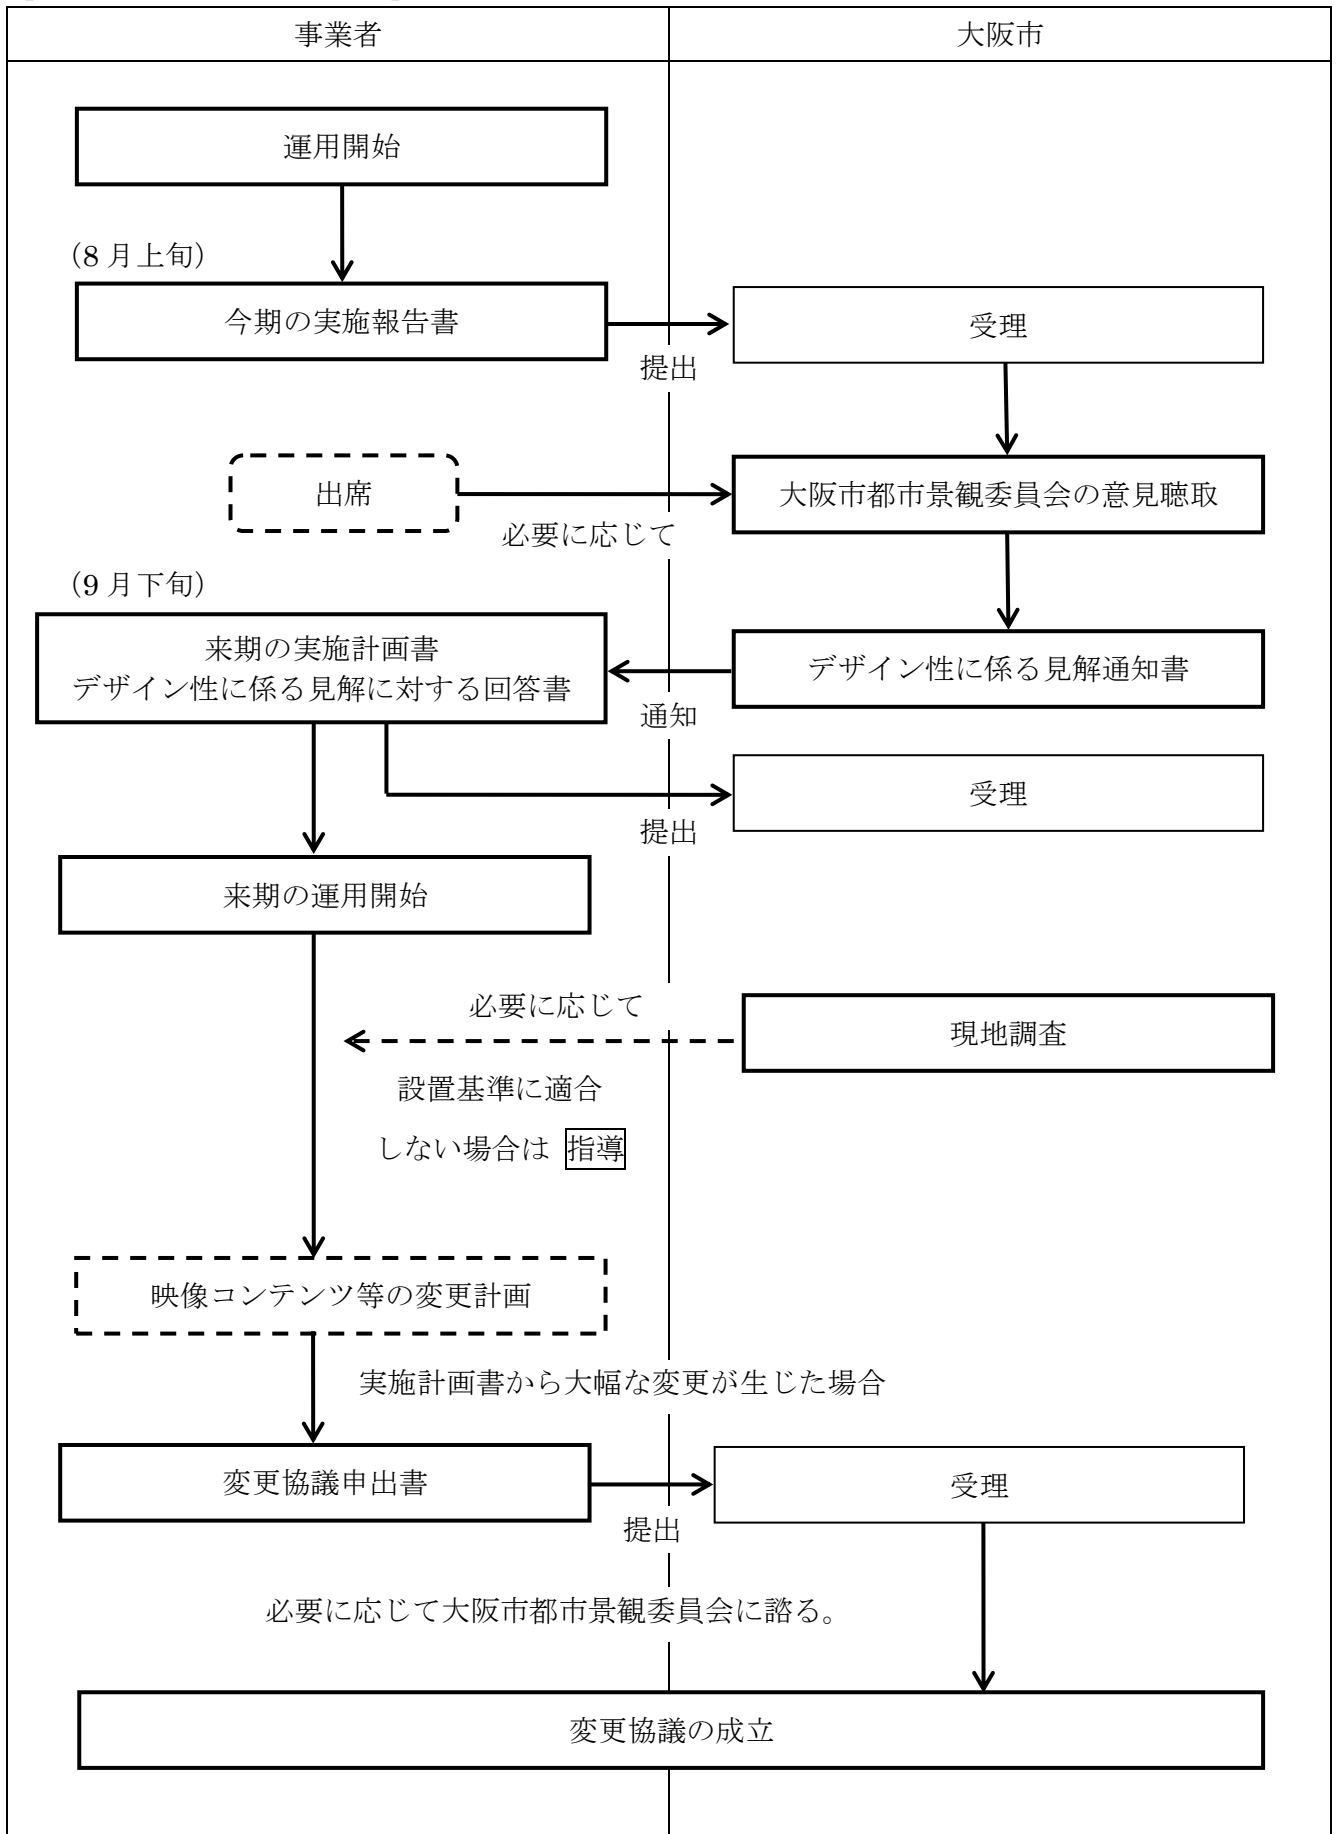 事業者
大阪市
運用開始
（8 月上旬）
今期の実施報告書
受理
提出
出席
大阪市都市景観委員会の意見聴取
必要に応じて
（9 月下旬）
来期の実施計画書
デザイン性に係る見解に対する回答書
デザイン性に係る見解通知書
通知
受理
提出
来期の運用開始
必要に応じて
現地調査
設置基準に適合
しない場合は 指導
映像コンテンツ等の変更計画
実施計画書から大幅な変更が生じた場合
変更協議申出書
受理
提出
必要に応じて大阪市都市景観委員会に諮る。
変更協議の成立